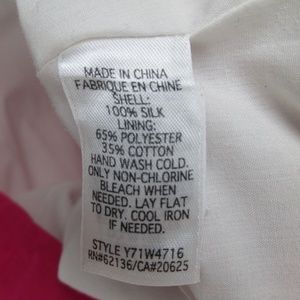 MADE IN CHINA
FABRIQUE EN CHINE
SHELL:
100% SILK
LINING:
65% POLYESTER
35% COTTON
HAND WASH COLD.
ONLY NON-CHLORINE
BLEACH WHEN
NEEDED. LAY FLAT
TO DRY. COOL IRON
IF NEEDED.
STYLE Y71W4716
RN#62136/CA#20625